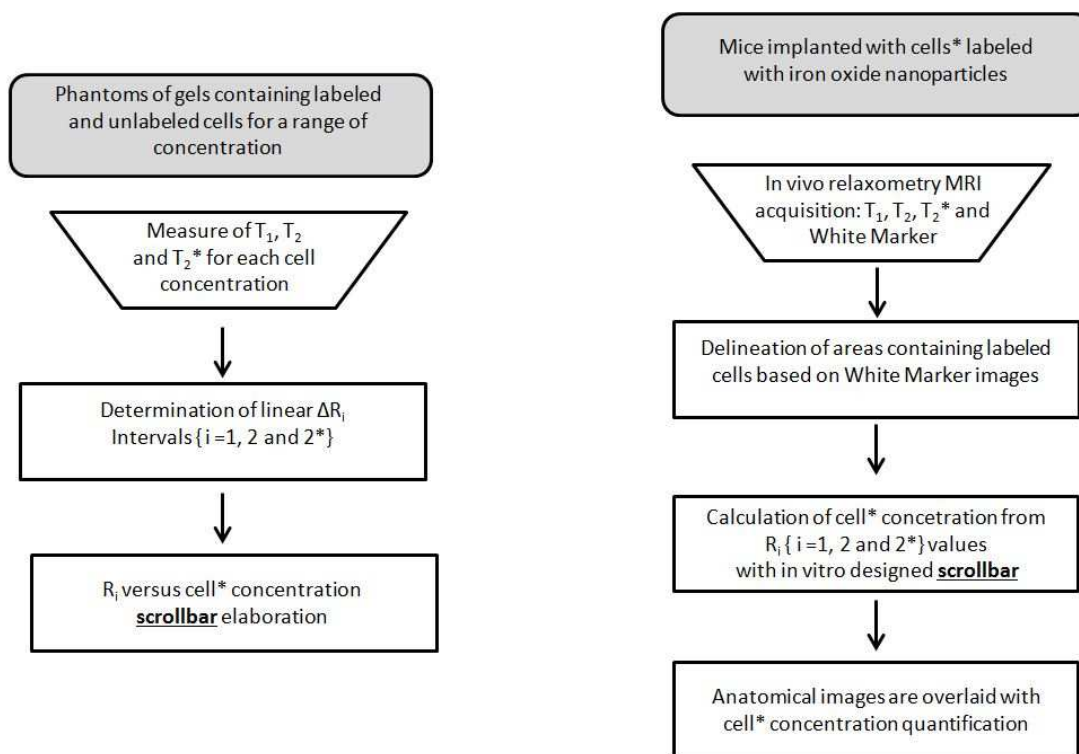 Phantoms of gels containing labeled
and unlabeled cells for a range of
concentration
Measure of T₁, T₂
and T₂* for each cell
concentration
Determination of linear ΔRᵢ
Intervals { i =1, 2 and 2*}
Rᵢ versus cell* concentration
scrollbar elaboration
Mice implanted with cells* labeled
with iron oxide nanoparticles
In vivo relaxometry MRI
acquisition: T₁, T₂, T₂* and
White Marker
Delineation of areas containing labeled
cells based on White Marker images
Calculation of cell* concetration from
Rᵢ { i =1, 2 and 2*} values
with in vitro designed scrollbar
Anatomical images are overlaid with
cell* concentration quantification